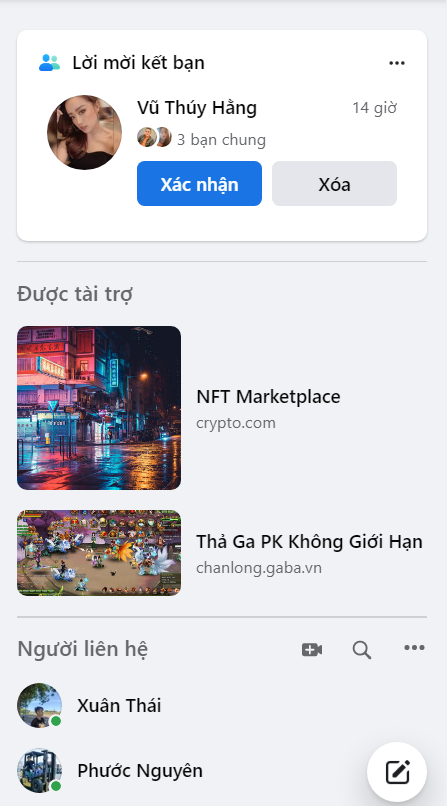 Lời mời kết bạn
Vũ Thúy Hằng
14 giờ
3 bạn chung
Xác nhận
Xóa
Được tài trợ
NFT Marketplace
crypto.com
Thả Ga PK Không Giới Hạn
chanlong.gaba.vn
Người liên hệ
Xuân Thái
Phước Nguyên